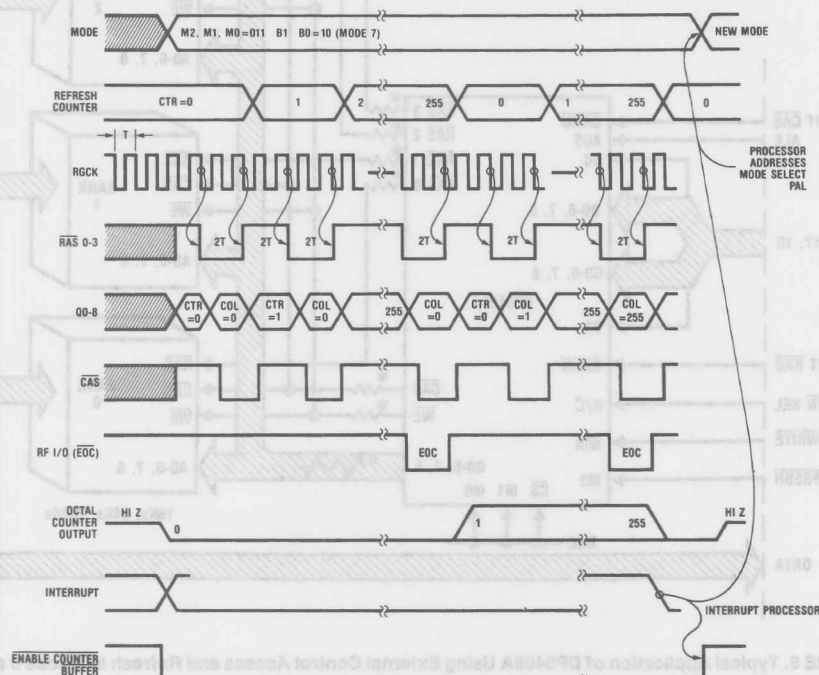 MODE
M2, M1, M0=011 B1 B0=10 (MODE 7)
NEW MODE
REFRESH
COUNTER
CTR =0 1 2 255 0 1 255 0
T
RGCK
PROCESSOR
ADDRESSES
MODE SELECT
PAL
RAS 0-3
2T 2T 2T 2T 2T 2T
Q0-8
CTR
=0
COL
=0
CTR
=1
COL
=0
255
COL
=0
CTR
=0
COL
=1
255
COL
=255
CAS
RF I/O (EOC)
EOC EOC
OCTAL
COUNTER
OUTPUT
HI Z 0 1 255 HI Z
INTERRUPT
INTERRUPT PROCESSOR
ENABLE COUNTER
BUFFER